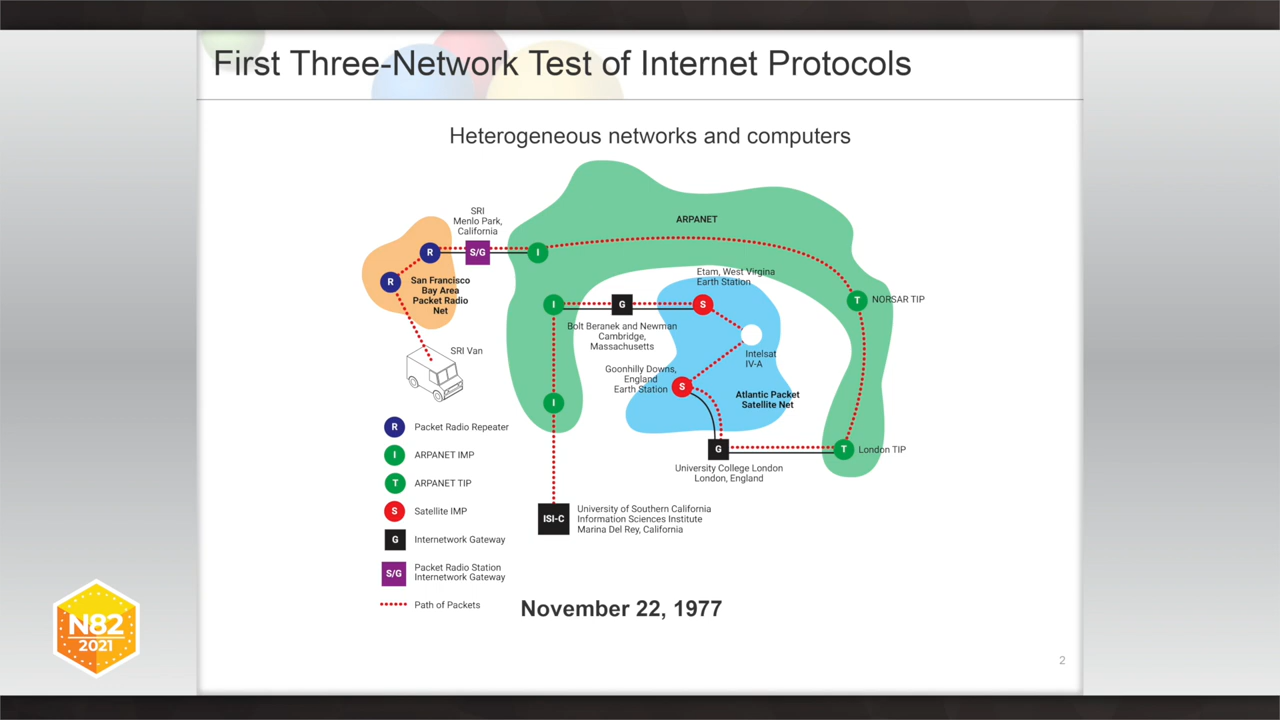 First Three-Network Test of Internet Protocols
Heterogeneous networks and computers
SRI
Menlo Park,
California
ARPANET
R
S/G
I
R
San Francisco
Bay Area
Packet Radio
Net
Etam, West Virgina
Earth Station
I
G
S
T
NORSAR TIP
Bolt Beranek and Newman
Cambridge,
Massachusetts
SRI Van
Intelsat
IV-A
Goonhilly Downs,
England
Earth Station
S
Atlantic Packet
Satellite Net
I
G
T
London TIP
University College London
London, England
R
Packet Radio Repeater
I
ARPANET IMP
T
ARPANET TIP
S
Satellite IMP
G
Internetwork Gateway
S/G
Packet Radio Station
Internetwork Gateway
Path of Packets
ISI-C
University of Southern California
Information Sciences Institute
Marina Del Rey, California
November 22, 1977
N82
2021
2